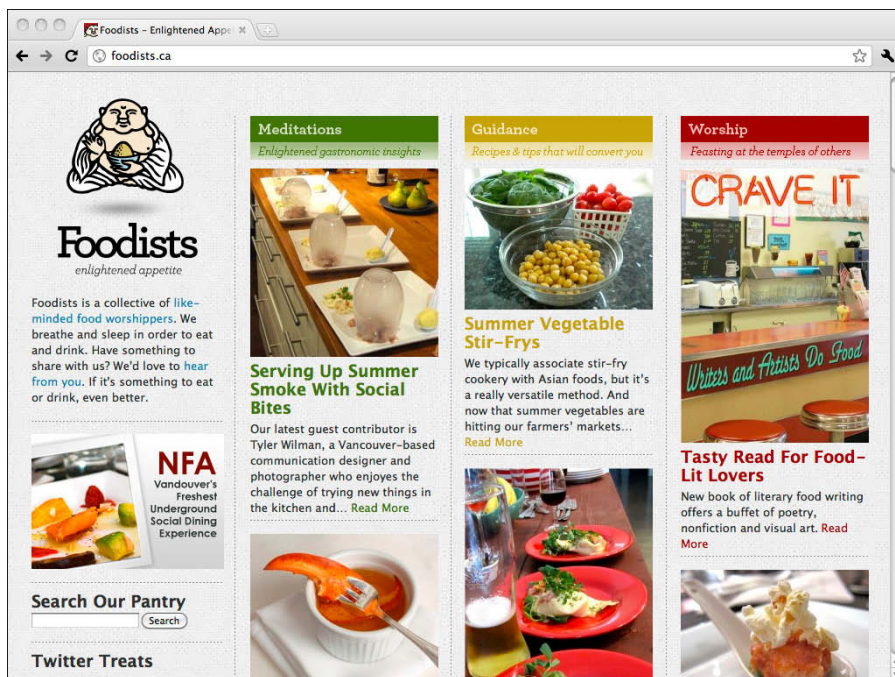 Foodists – Enlightened Appe
foodists.ca
Foodists
enlightened appetite
Foodists is a collective of like-
minded food worshippers. We
breathe and sleep in order to eat
and drink. Have something to
share with us? We'd love to hear
from you. If it's something to eat
or drink, even better.
NFA
Vandouver's
Freshest
Underground
Social Dining
Experience
Search Our Pantry
Search
Twitter Treats
Meditations
Enlightened gastronomic insights
Serving Up Summer
Smoke With Social
Bites
Our latest guest contributor is
Tyler Wilman, a Vancouver-based
communication designer and
photographer who enjoyes the
challenge of trying new things in
the kitchen and... Read More
Guidance
Recipes & tips that will convert you
Summer Vegetable
Stir-Frys
We typically associate stir-fry
cookery with Asian foods, but it's
a really versatile method. And
now that summer vegetables are
hitting our farmers' markets...
Read More
Worship
Feasting at the temples of others
CRAVE IT
Writers and Artists Do Food
Tasty Read For Food-
Lit Lovers
New book of literary food writing
offers a buffet of poetry,
nonfiction and visual art. Read
More